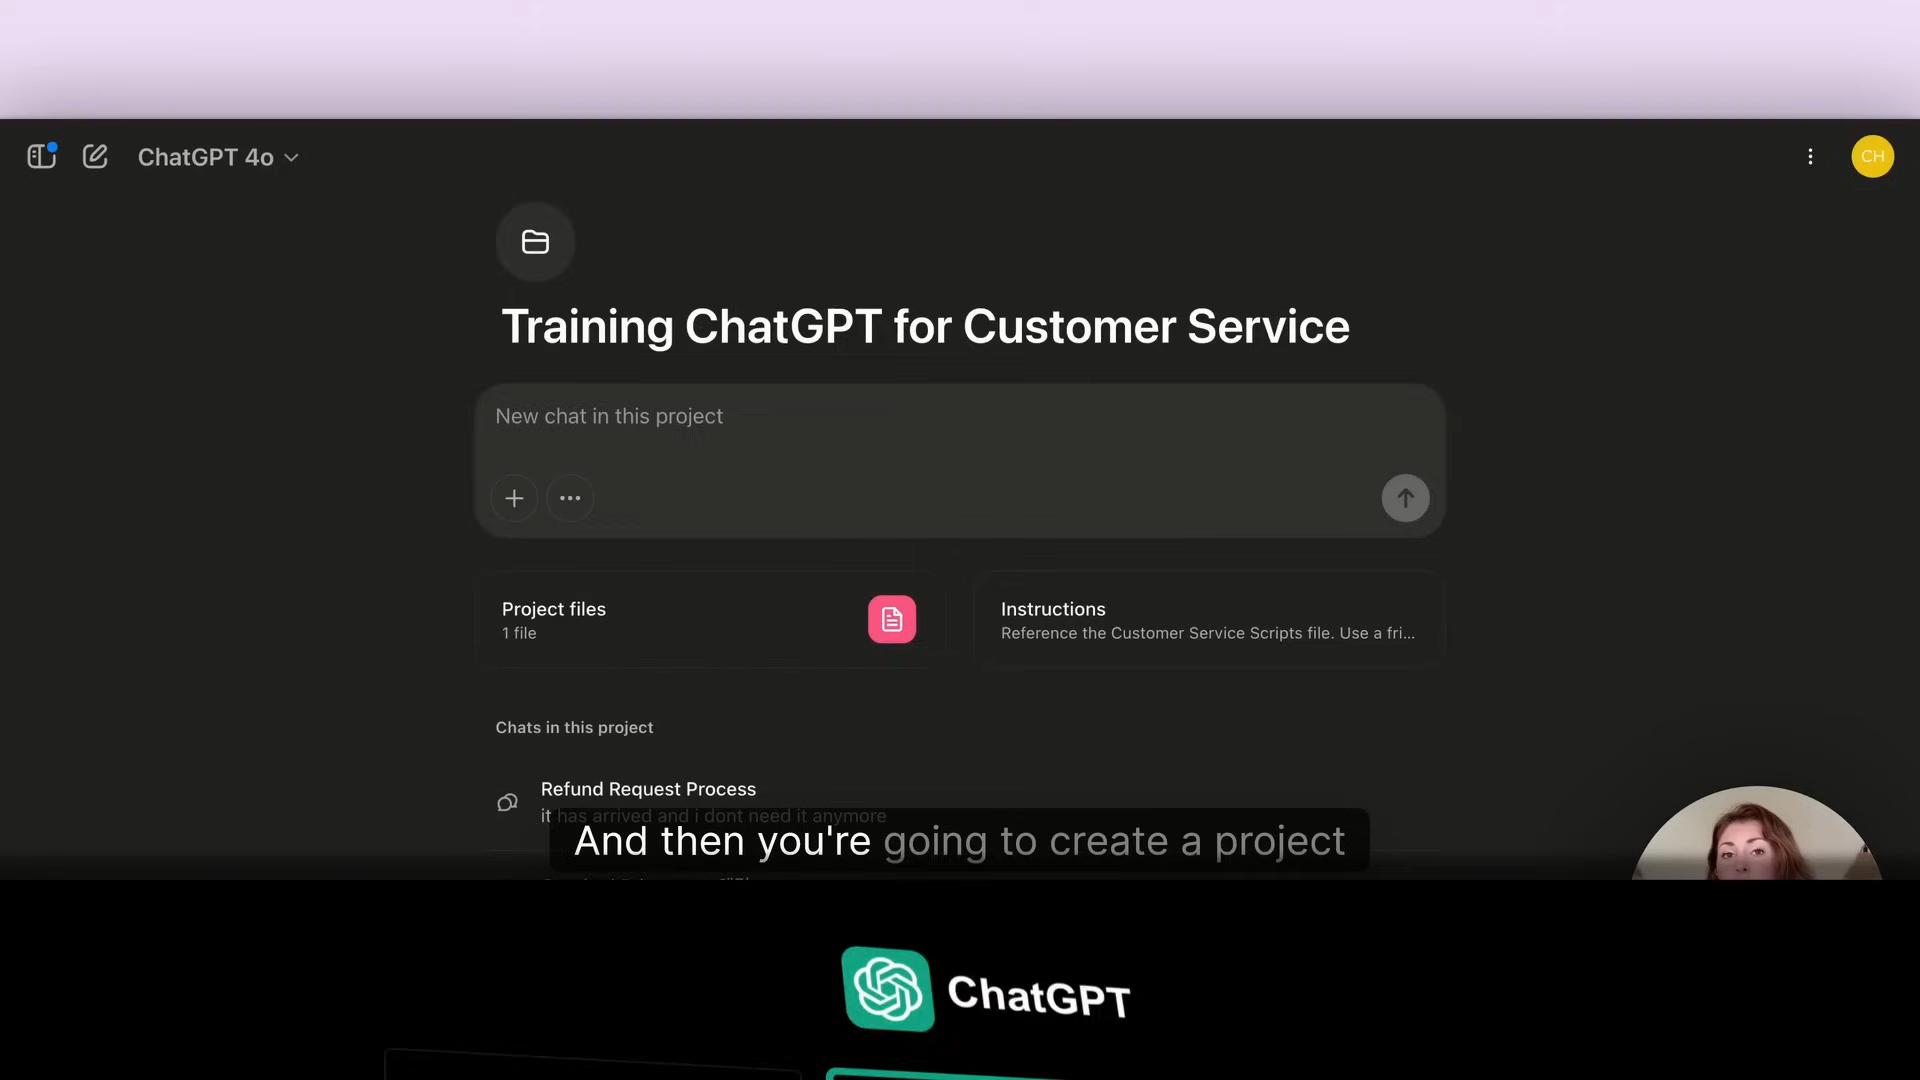 ChatGPT 4o
CH
Training ChatGPT for Customer Service
New chat in this project
Project files
1 file
Instructions
Reference the Customer Service Scripts file. Use a fri...
Chats in this project
Refund Request Process
it has arrived and i dont need it anymore
And then you're going to create a project
ChatGPT